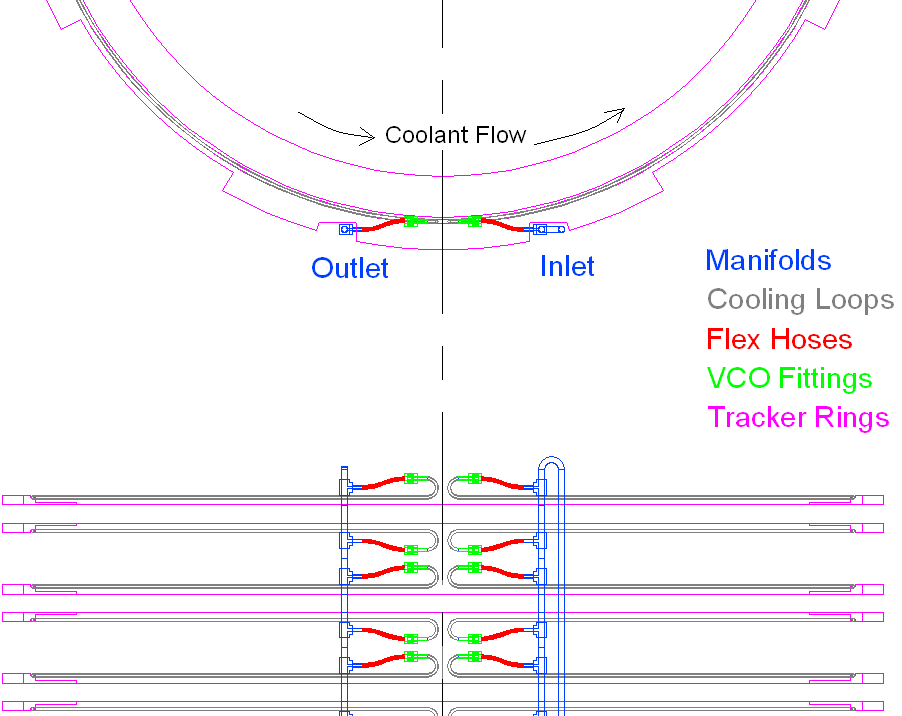 Coolant Flow
Outlet
Inlet
Manifolds
Cooling Loops
Flex Hoses
VCO Fittings
Tracker Rings